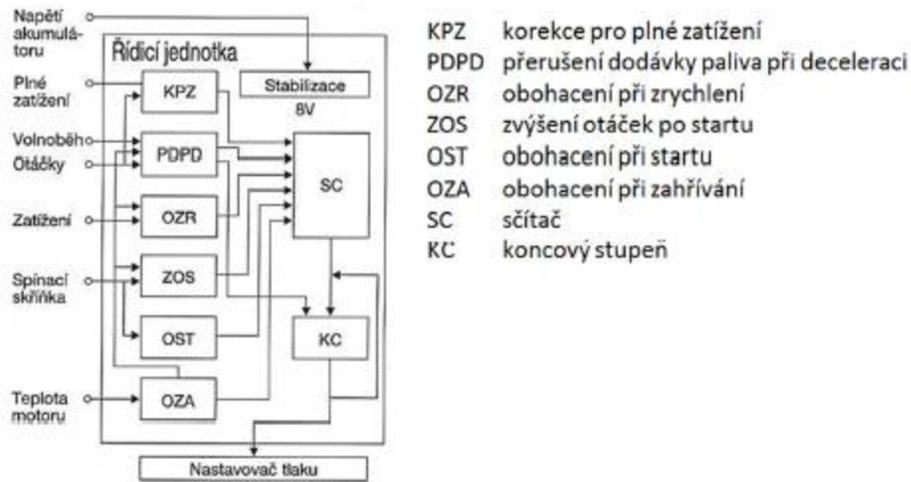 Napětí
akumulá-
toru
Řídicí jednotka
Plné
zatížení
KPZ
Stabilizace
8V
Volnoběh
Otáčky
PDPD
SC
Zatížení
OZR
Spínací
skříňka
ZOS
OST
KC
Teplota
motoru
OZA
Nastavovač tlaku
KPZ korekce pro plné zatížení
PDPD přerušení dodávky paliva při deceleraci
OZR obohacení při zrychlení
ZOS zvýšení otáček po startu
OST obohacení při startu
OZA obohacení při zahřívání
SC sčítač
KC koncový stupeň